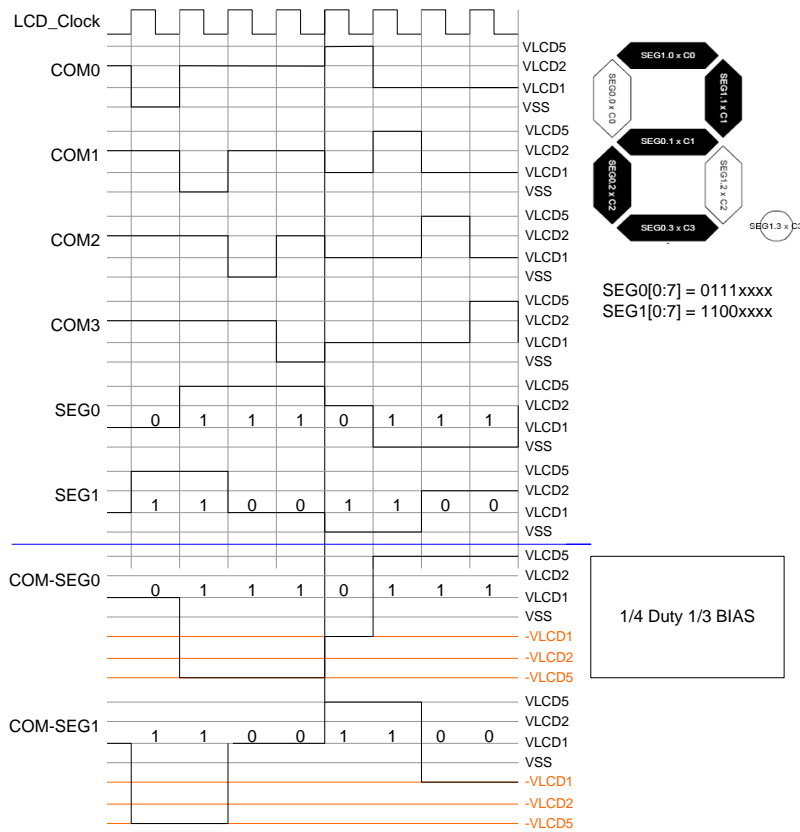 LCD_Clock
COM0
VLCD5
VLCD2
VLCD1
VSS
COM1
VLCD5
VLCD2
VLCD1
VSS
COM2
VLCD5
VLCD2
VLCD1
VSS
COM3
VLCD5
VLCD2
VLCD1
VSS
SEG0
0 1 1 1 0 1 1 1
VLCD5
VLCD2
VLCD1
VSS
SEG1
1 1 0 0 1 1 0 0
VLCD5
VLCD2
VLCD1
VSS
COM-SEG0
0 1 1 1 0 1 1 1
VLCD5
VLCD2
VLCD1
VSS
-VLCD1
-VLCD2
-VLCD5
COM-SEG1
1 1 0 0 1 1 0 0
VLCD5
VLCD2
VLCD1
VSS
-VLCD1
-VLCD2
-VLCD5
SEG1.0 x C0
SEG0.0 x C0
SEG1.1 x C1
SEG0.1 x C1
SEG0.2 x C2
SEG1.2 x C2
SEG0.3 x C3
SEG1.3 x C3
SEG0[0:7] = 0111xxxx
SEG1[0:7] = 1100xxxx
1/4 Duty 1/3 BIAS